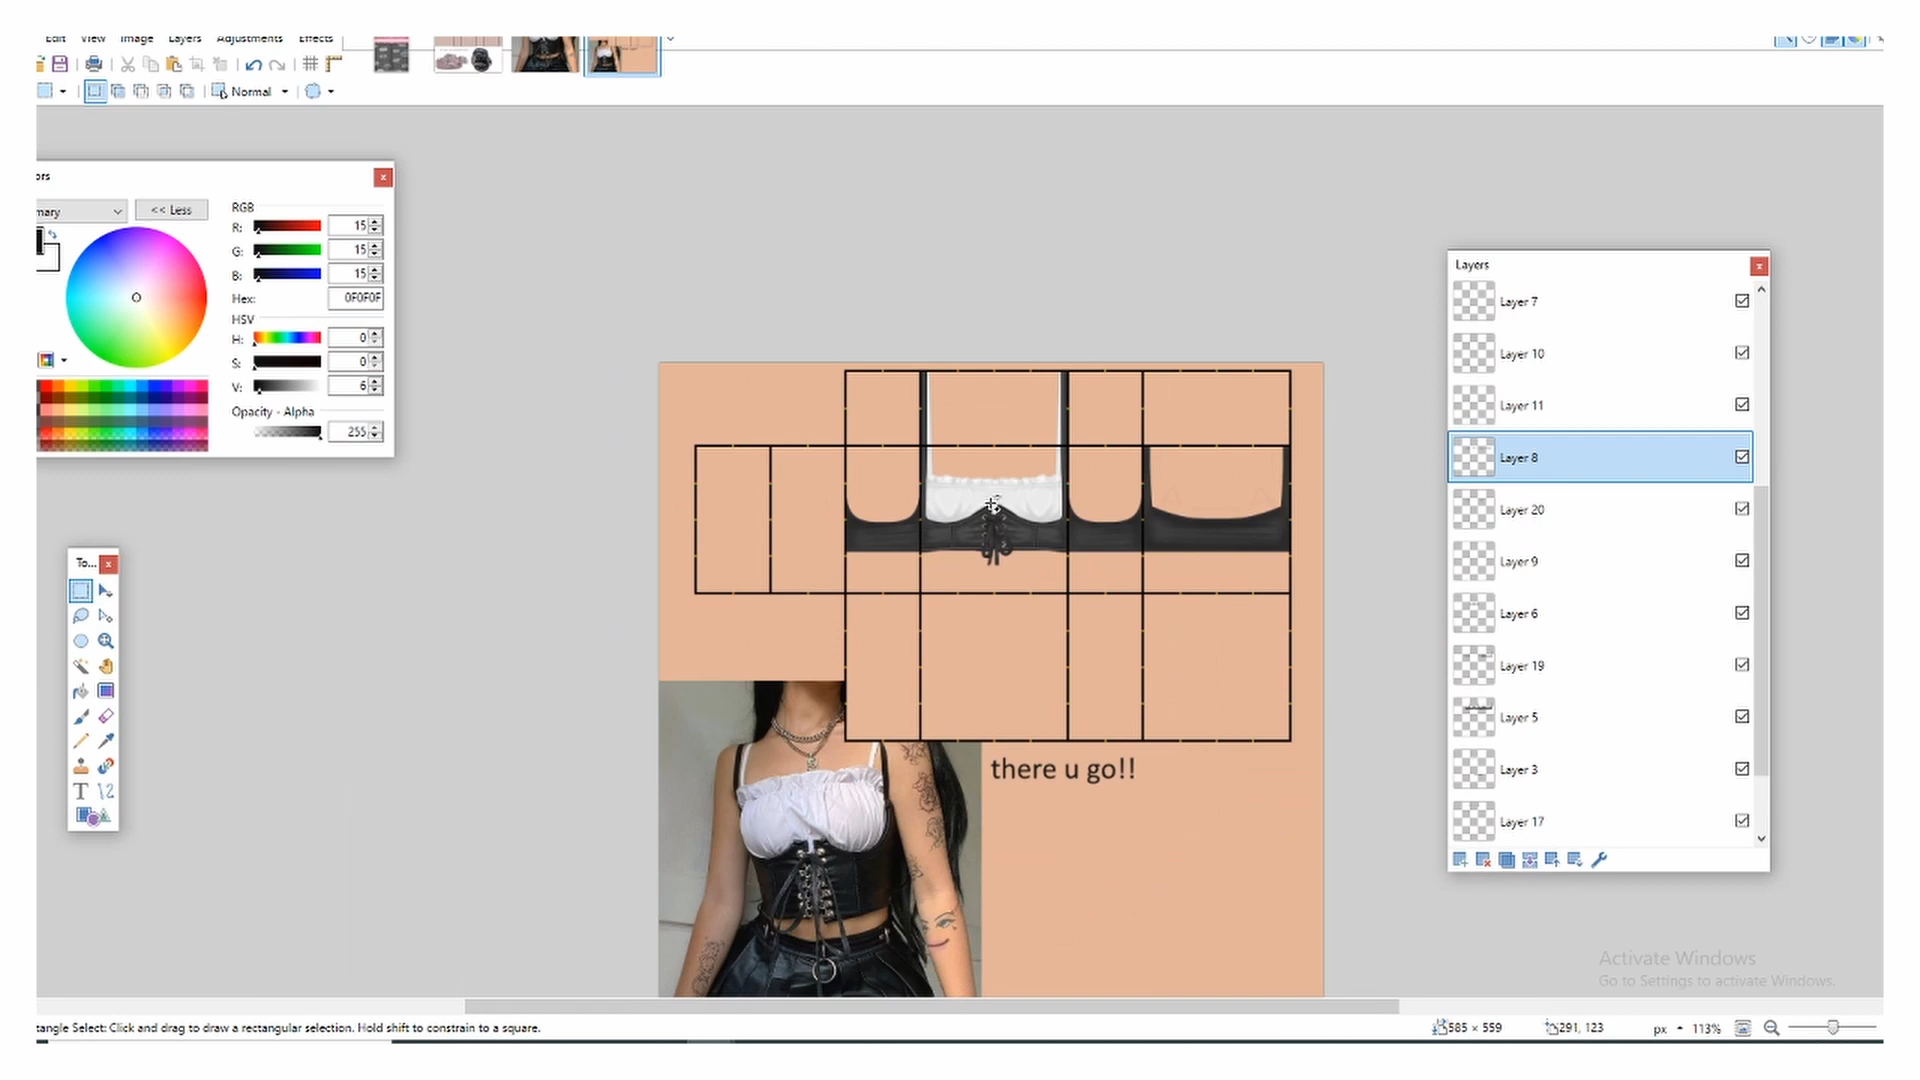 Edit View Image Layers Adjustments Effects
Normal
ors
mary
<< Less
RGB
R: 15
G: 15
B: 15
Hex: 0F0F0F
HSV
H: 0
S: 0
V: 6
Opacity - Alpha
255
To...
there u go!!
Layers
Layer 7
Layer 10
Layer 11
Layer 8
Layer 20
Layer 9
Layer 6
Layer 19
Layer 5
Layer 3
Layer 17
Activate Windows
Go to Settings to activate Windows.
tangle Select: Click and drag to draw a rectangular selection. Hold shift to constrain to a square.
585 × 559
291, 123
px
113%